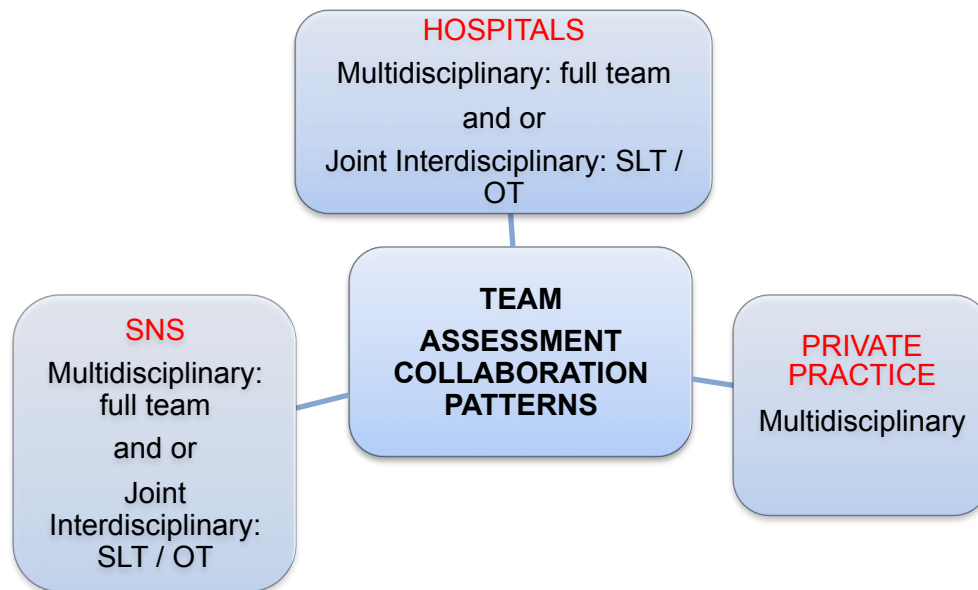 HOSPITALS
Multidisciplinary: full team
and or
Joint Interdisciplinary: SLT /
OT
TEAM
ASSESSMENT
COLLABORATION
PATTERNS
SNS
Multidisciplinary:
full team
and or
Joint
Interdisciplinary:
SLT / OT
PRIVATE
PRACTICE
Multidisciplinary